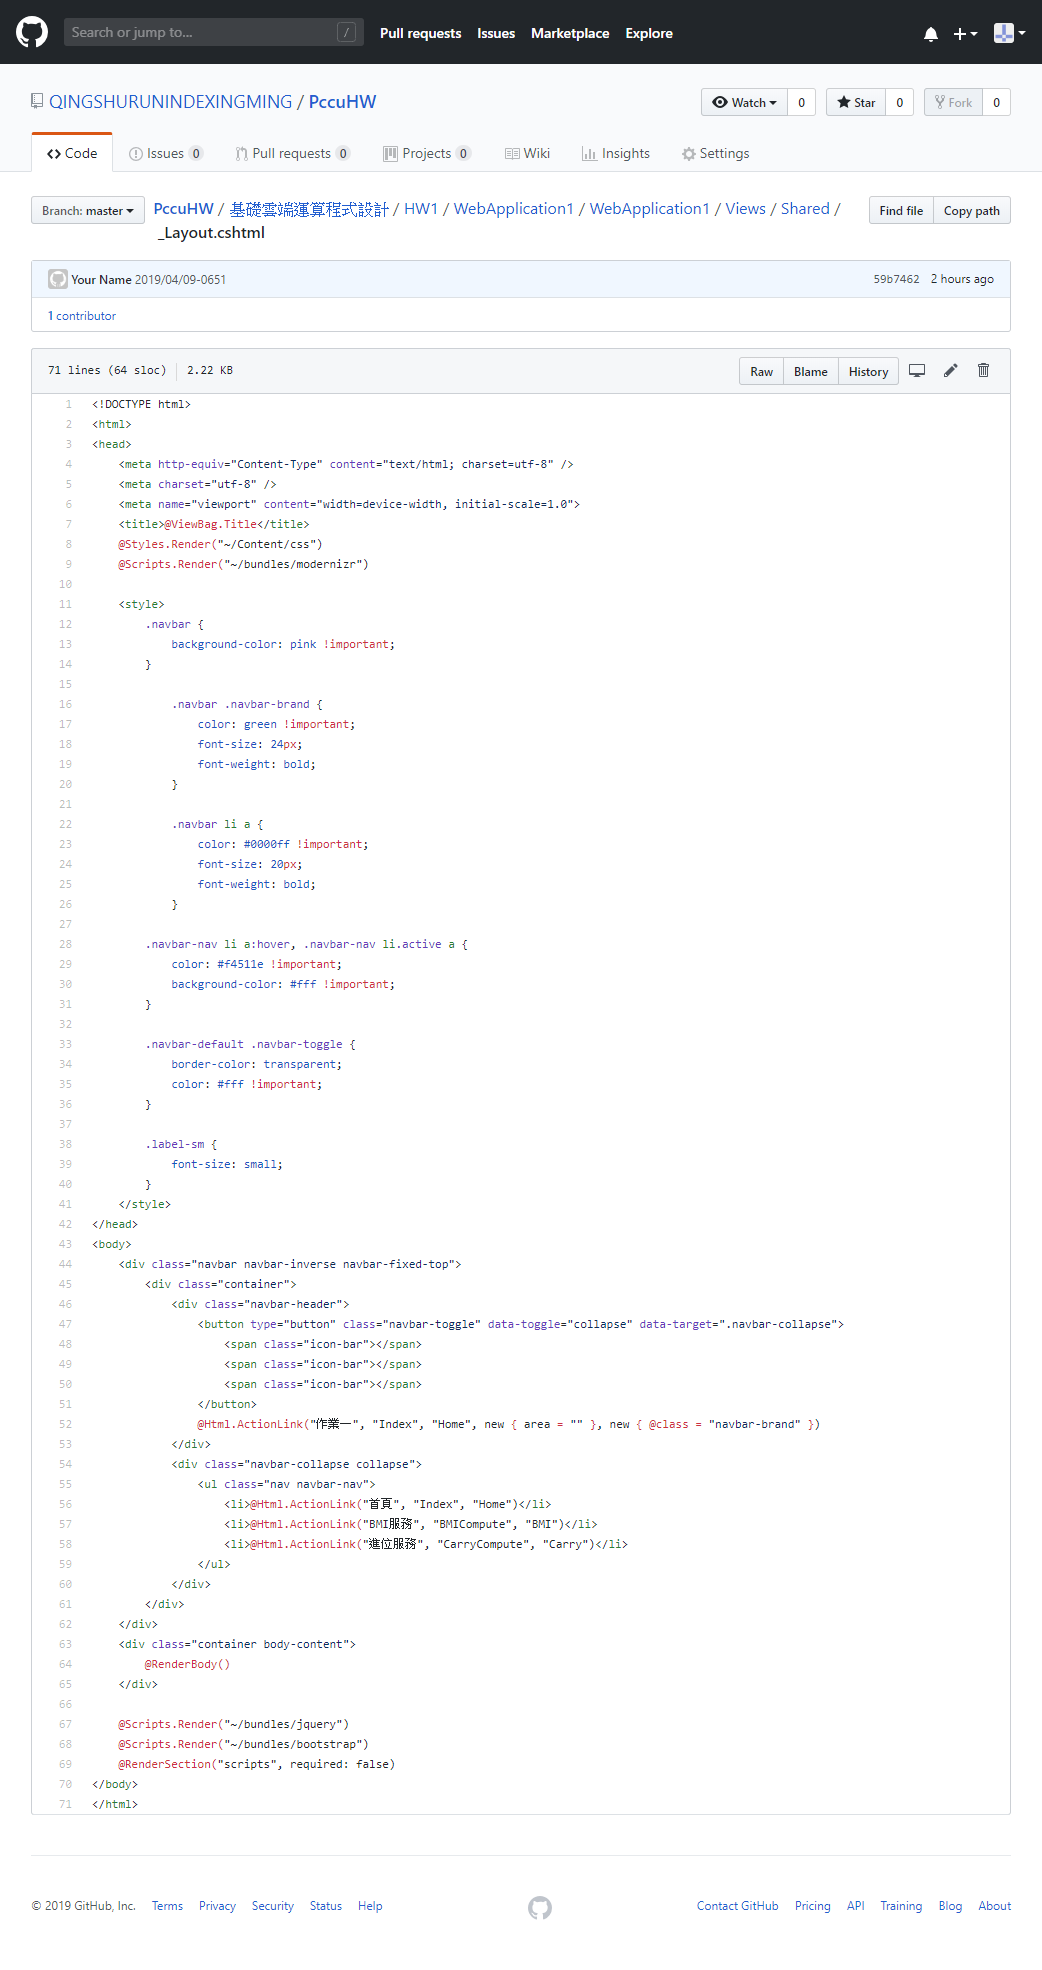 Search or jump to... / Pull requests Issues Marketplace Explore
QINGSHURUNINDEXINGMING / PccuHW Watch 0 Star 0 Fork 0
Code Issues 0 Pull requests 0 Projects 0 Wiki Insights Settings
Branch: master PccuHW / 基礎雲端運算程式設計 / HW1 / WebApplication1 / WebApplication1 / Views / Shared / Find file Copy path
_Layout.cshtml
Your Name 2019/04/09-0651 59b7462 2 hours ago
1 contributor
71 lines (64 sloc) 2.22 KB Raw Blame History
1 <!DOCTYPE html>
2 <html>
3 <head>
4 <meta http-equiv="Content-Type" content="text/html; charset=utf-8" />
5 <meta charset="utf-8" />
6 <meta name="viewport" content="width=device-width, initial-scale=1.0">
7 <title>@ViewBag.Title</title>
8 @Styles.Render("~/Content/css")
9 @Scripts.Render("~/bundles/modernizr")
10
11 <style>
12 .navbar {
13 background-color: pink !important;
14 }
15
16 .navbar .navbar-brand {
17 color: green !important;
18 font-size: 24px;
19 font-weight: bold;
20 }
21
22 .navbar li a {
23 color: #0000ff !important;
24 font-size: 20px;
25 font-weight: bold;
26 }
27
28 .navbar-nav li a:hover, .navbar-nav li.active a {
29 color: #f4511e !important;
30 background-color: #fff !important;
31 }
32
33 .navbar-default .navbar-toggle {
34 border-color: transparent;
35 color: #fff !important;
36 }
37
38 .label-sm {
39 font-size: small;
40 }
41 </style>
42 </head>
43 <body>
44 <div class="navbar navbar-inverse navbar-fixed-top">
45 <div class="container">
46 <div class="navbar-header">
47 <button type="button" class="navbar-toggle" data-toggle="collapse" data-target=".navbar-collapse">
48 <span class="icon-bar"></span>
49 <span class="icon-bar"></span>
50 <span class="icon-bar"></span>
51 </button>
52 @Html.ActionLink("作業一", "Index", "Home", new { area = "" }, new { @class = "navbar-brand" })
53 </div>
54 <div class="navbar-collapse collapse">
55 <ul class="nav navbar-nav">
56 <li>@Html.ActionLink("首頁", "Index", "Home")</li>
57 <li>@Html.ActionLink("BMI服務", "BMICompute", "BMI")</li>
58 <li>@Html.ActionLink("進位服務", "CarryCompute", "Carry")</li>
59 </ul>
60 </div>
61 </div>
62 </div>
63 <div class="container body-content">
64 @RenderBody()
65 </div>
66
67 @Scripts.Render("~/bundles/jquery")
68 @Scripts.Render("~/bundles/bootstrap")
69 @RenderSection("scripts", required: false)
70 </body>
71 </html>
© 2019 GitHub, Inc. Terms Privacy Security Status Help Contact GitHub Pricing API Training Blog About